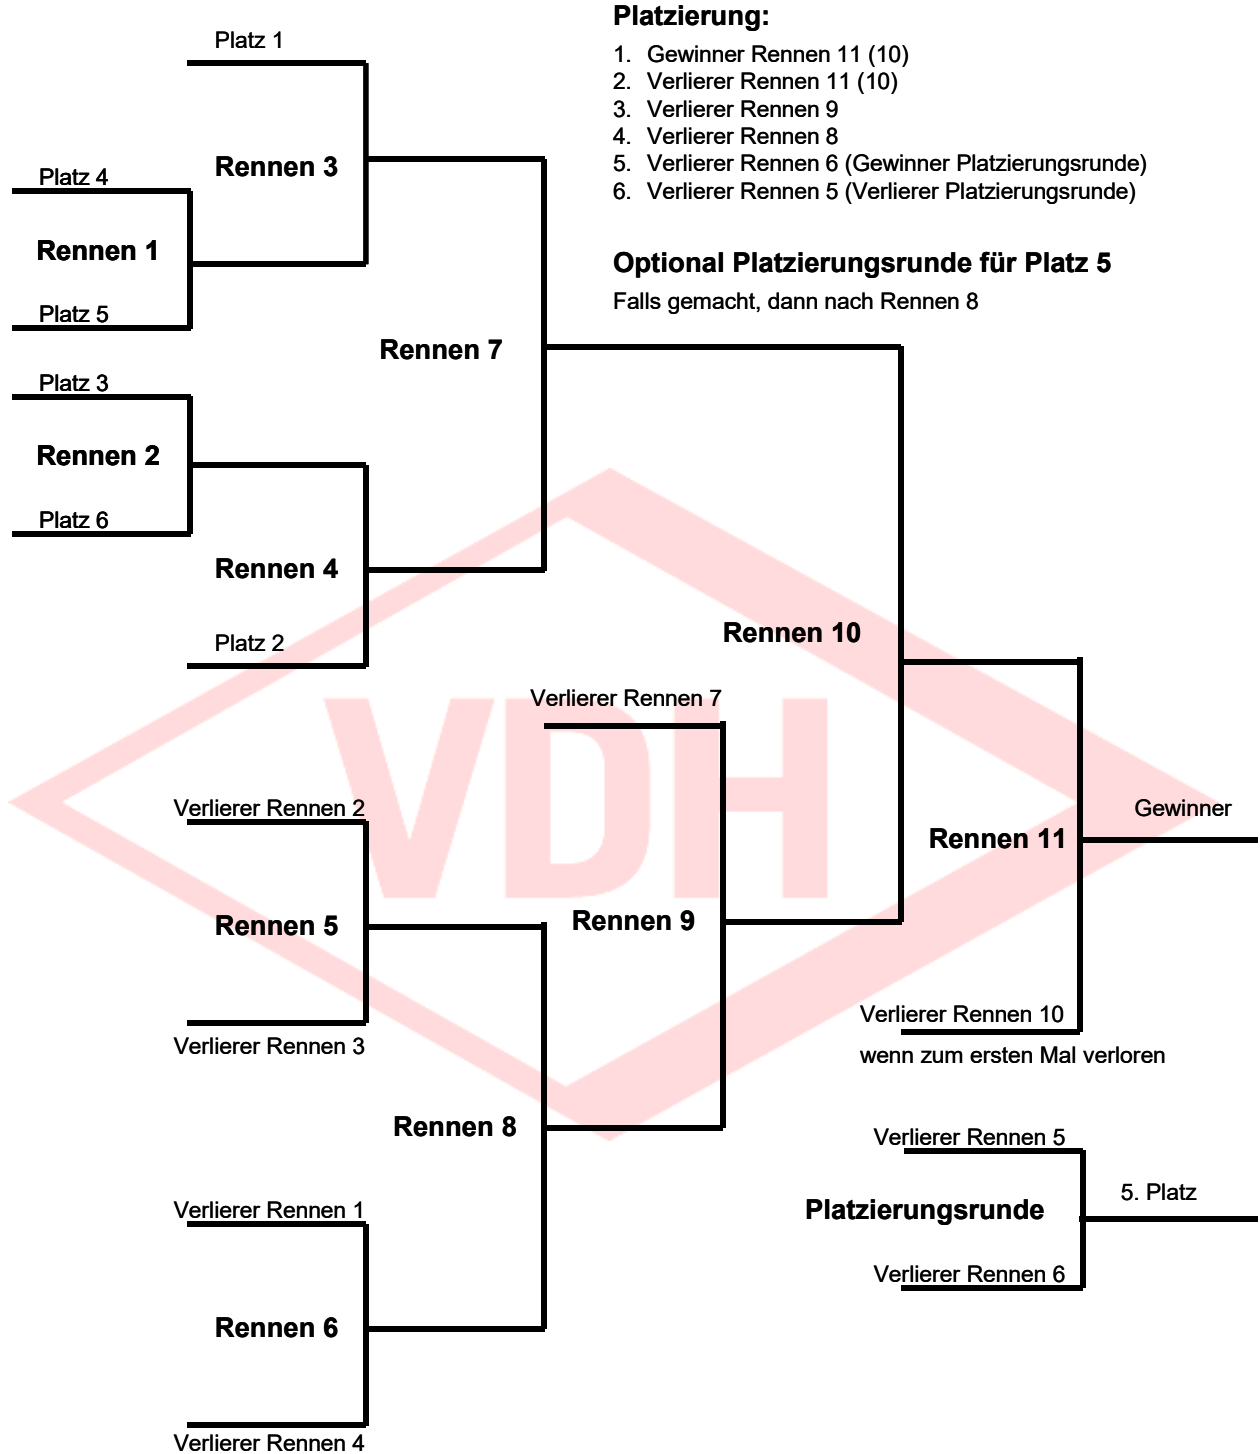 Platzierung:
1. Gewinner Rennen 11 (10)
2. Verlierer Rennen 11 (10)
3. Verlierer Rennen 9
4. Verlierer Rennen 8
5. Verlierer Rennen 6 (Gewinner Platzierungsrunde)
6. Verlierer Rennen 5 (Verlierer Platzierungsrunde)
Optional Platzierungsrunde für Platz 5
Falls gemacht, dann nach Rennen 8
Platz 1
Rennen 3
Platz 4
Rennen 1
Platz 5
Rennen 7
Platz 3
Rennen 2
Platz 6
Rennen 4
Platz 2
Rennen 10
Verlierer Rennen 7
VDH
Verlierer Rennen 2
Rennen 5
Verlierer Rennen 3
Rennen 9
Rennen 11
Gewinner
Verlierer Rennen 10
wenn zum ersten Mal verloren
Rennen 8
Verlierer Rennen 5
Platzierungsrunde
5. Platz
Verlierer Rennen 6
Verlierer Rennen 1
Rennen 6
Verlierer Rennen 4